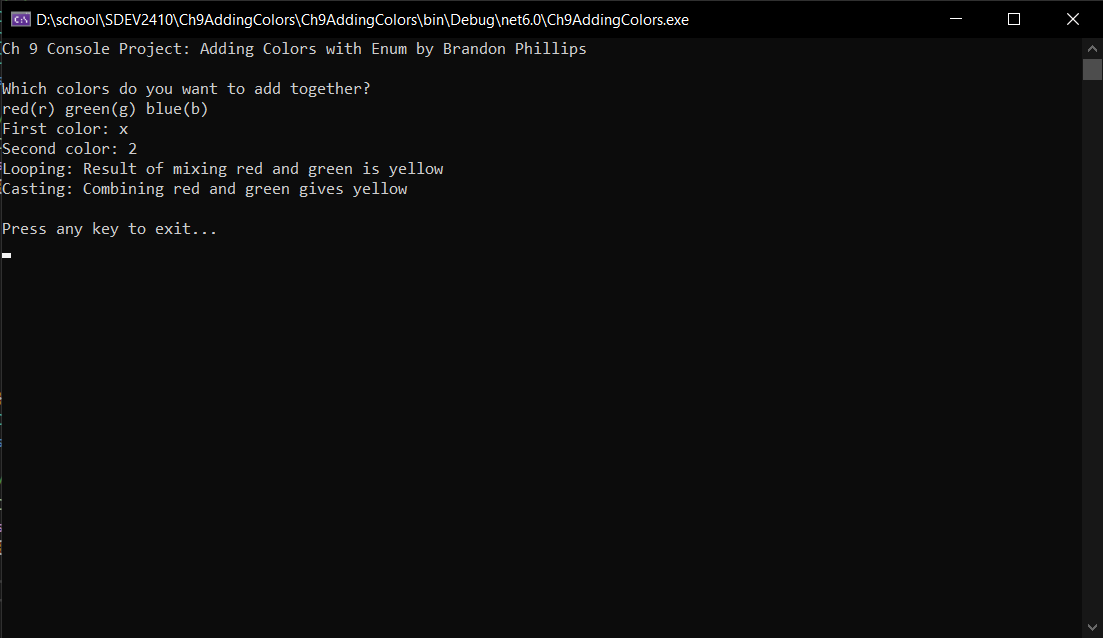 D:\school\SDEV2410\Ch9AddingColors\Ch9AddingColors\bin\Debug\net6.0\Ch9AddingColors.exe
Ch 9 Console Project: Adding Colors with Enum by Brandon Phillips
Which colors do you want to add together?
red(r) green(g) blue(b)
First color: x
Second color: 2
Looping: Result of mixing red and green is yellow
Casting: Combining red and green gives yellow
Press any key to exit...